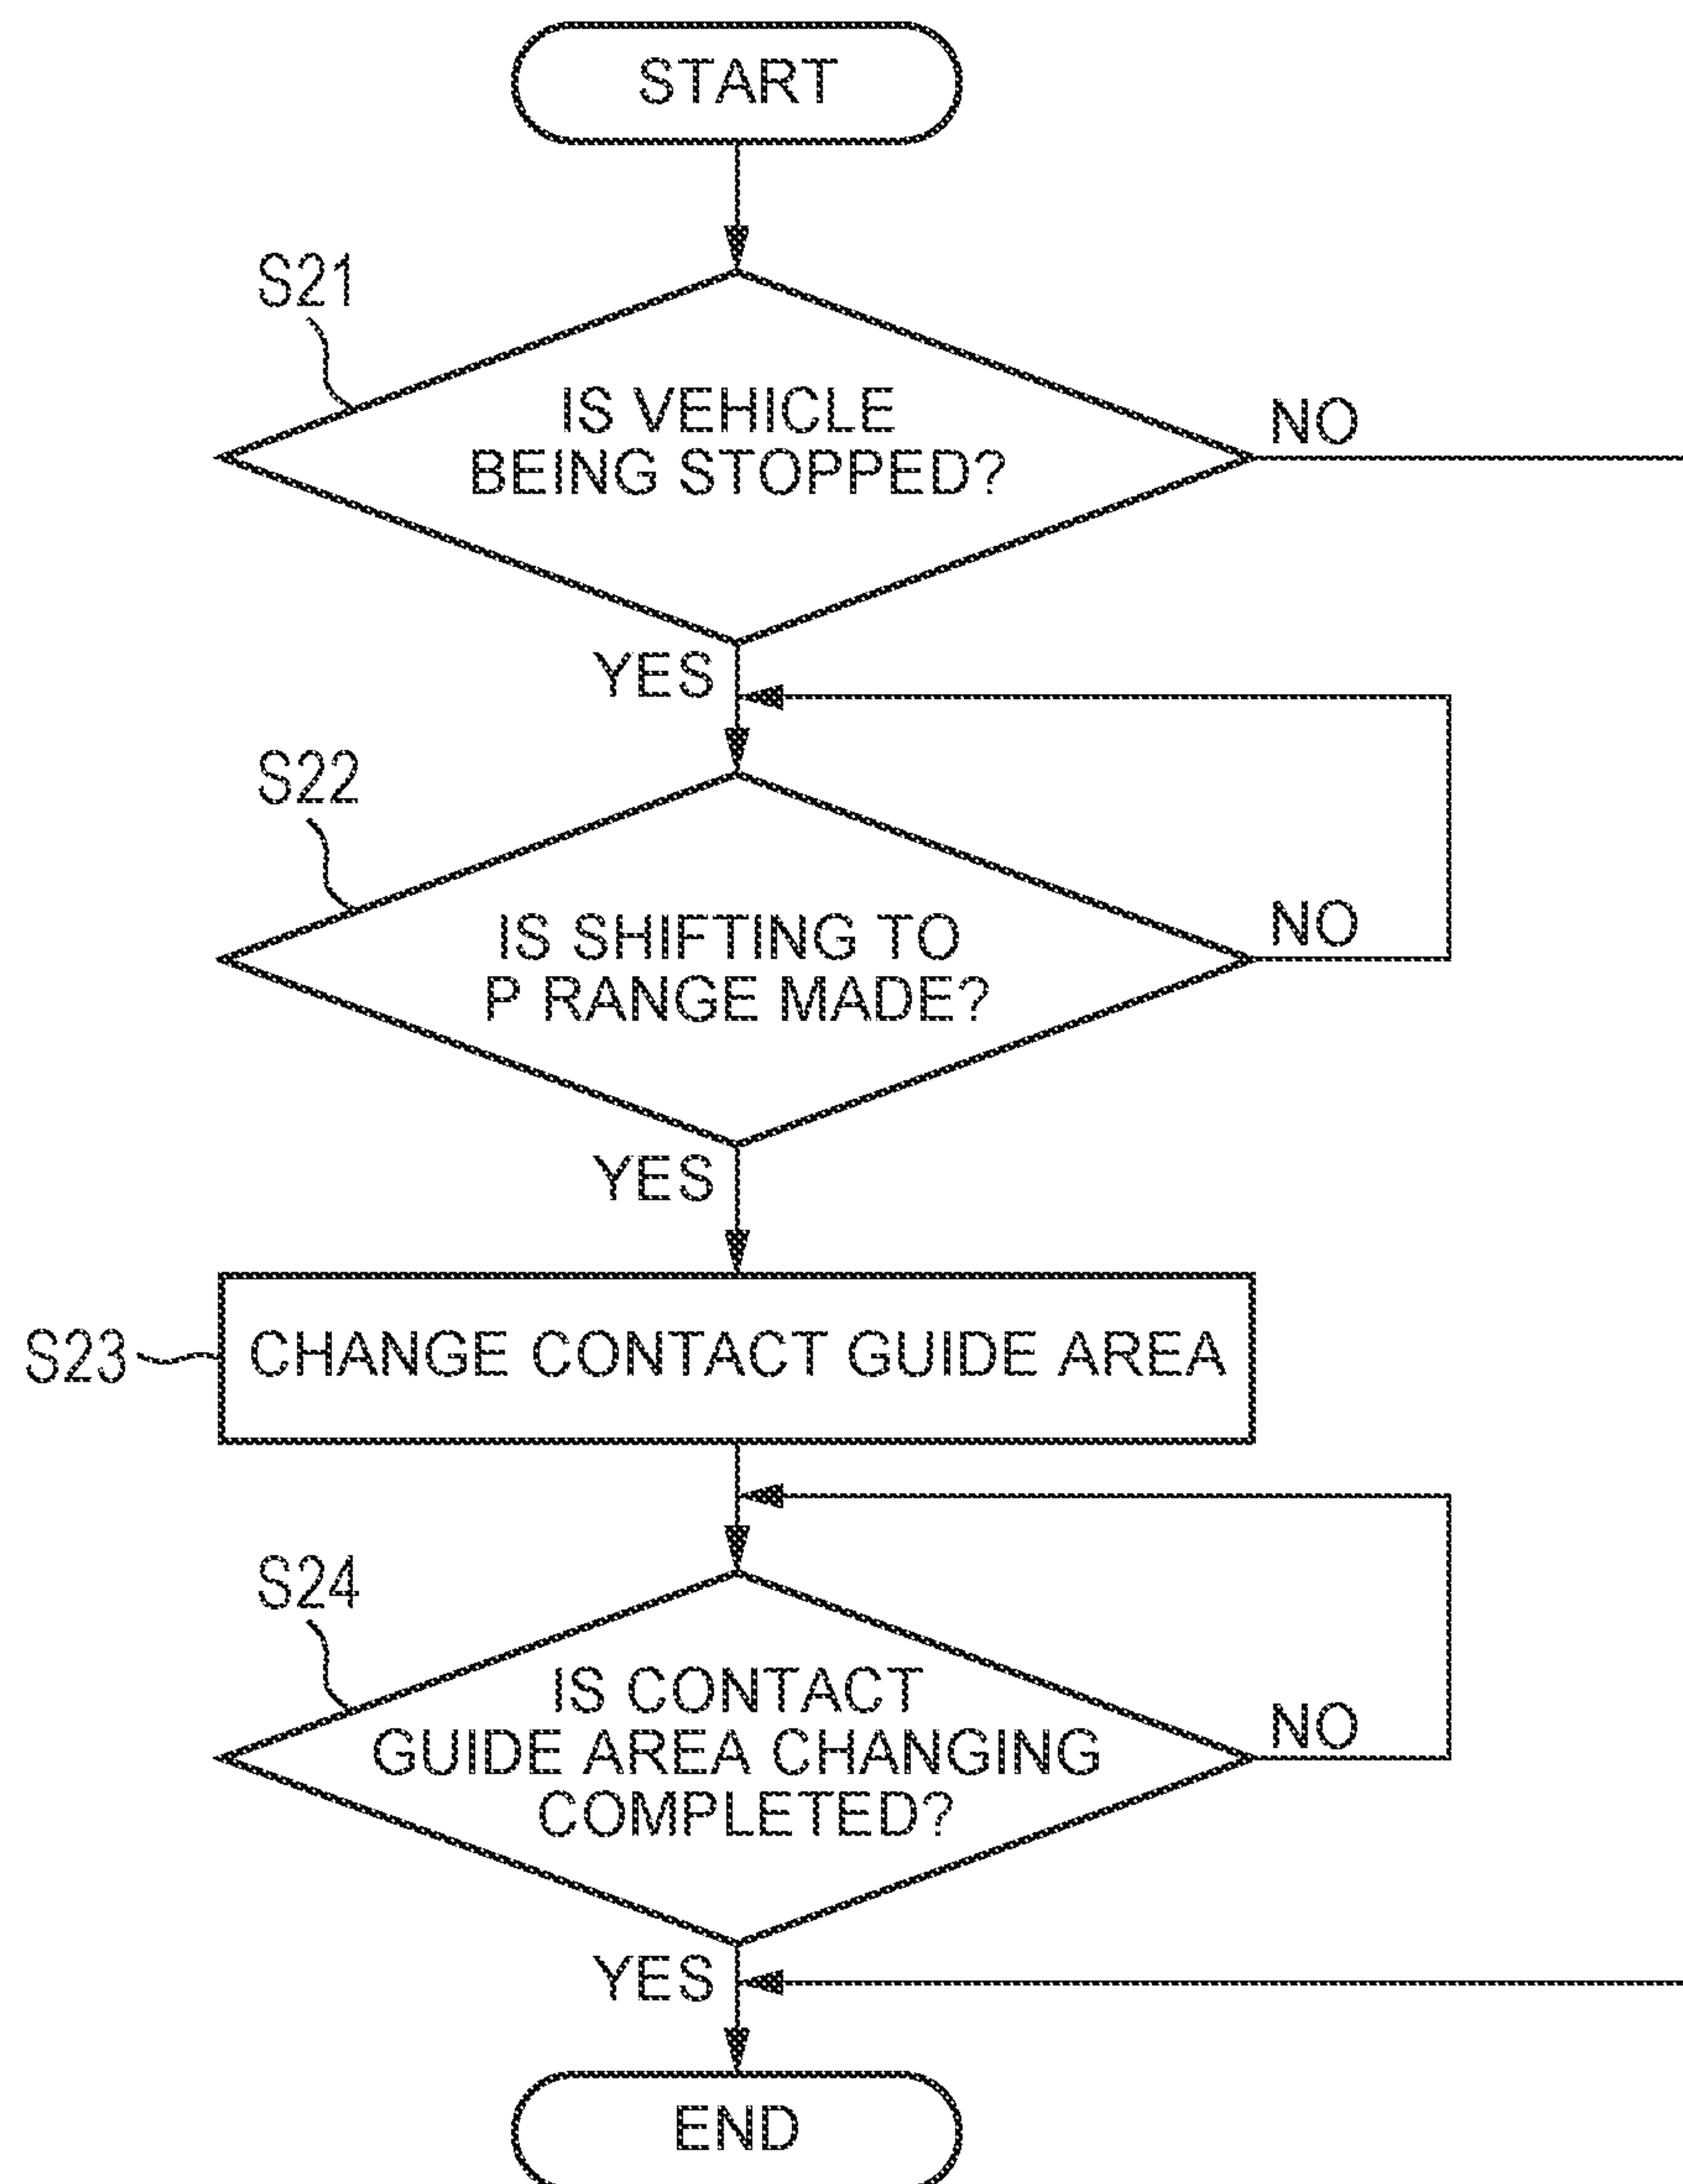 START
S21
IS VEHICLE
BEING STOPPED?
NO
YES
S22
IS SHIFTING TO
P RANGE MADE?
NO
YES
S23
CHANGE CONTACT GUIDE AREA
S24
IS CONTACT
GUIDE AREA CHANGING
COMPLETED?
NO
YES
END